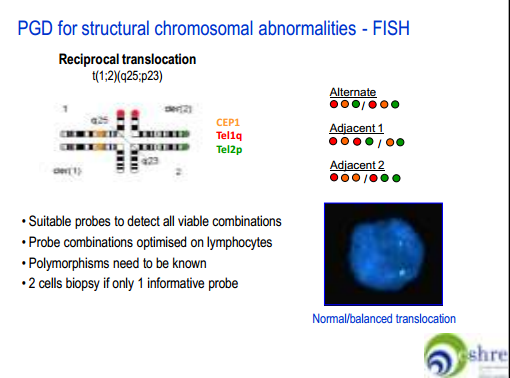 PGD for structural chromosomal abnormalities - FISH
Reciprocal translocation
t(1;2)(q25;p23)
1
der(2)
q25
q23
der(1)
2
CEP1
Tel1q
Tel2p
Alternate
/
Adjacent 1
/
Adjacent 2
/
• Suitable probes to detect all viable combinations
• Probe combinations optimised on lymphocytes
• Polymorphisms need to be known
• 2 cells biopsy if only 1 informative probe
Normal/balanced translocation
eshre